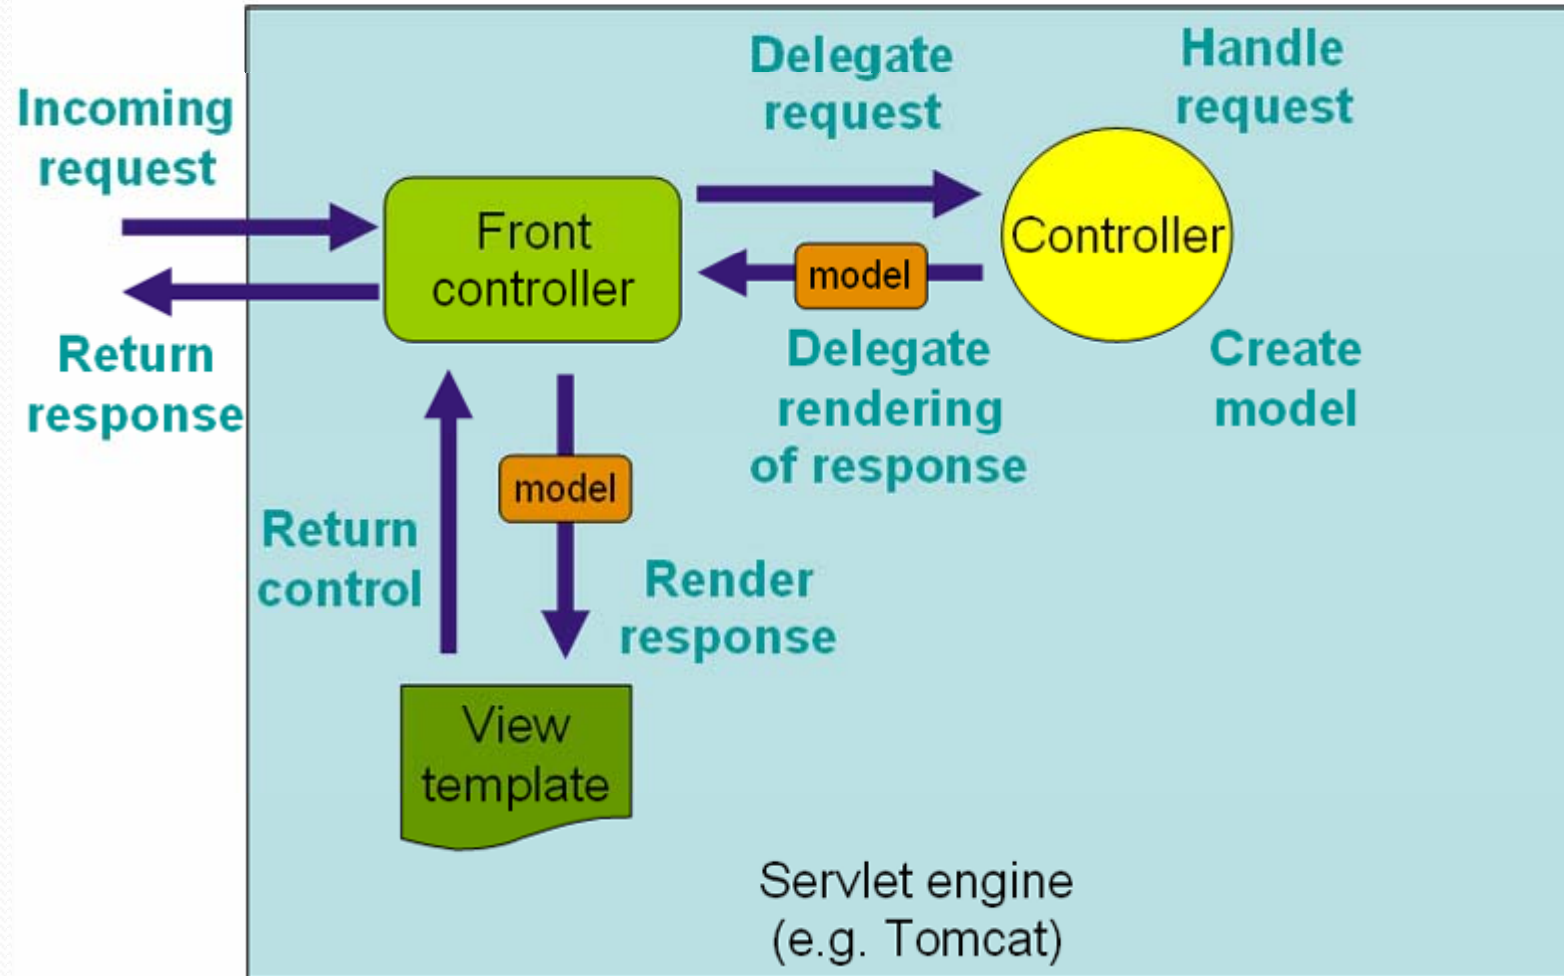 Incoming
request
Return
response
Delegate
request
Handle
request
Front
controller
Controller
model
Delegate
rendering
of response
Create
model
model
Return
control
Render
response
View
template
Servlet engine
(e.g. Tomcat)